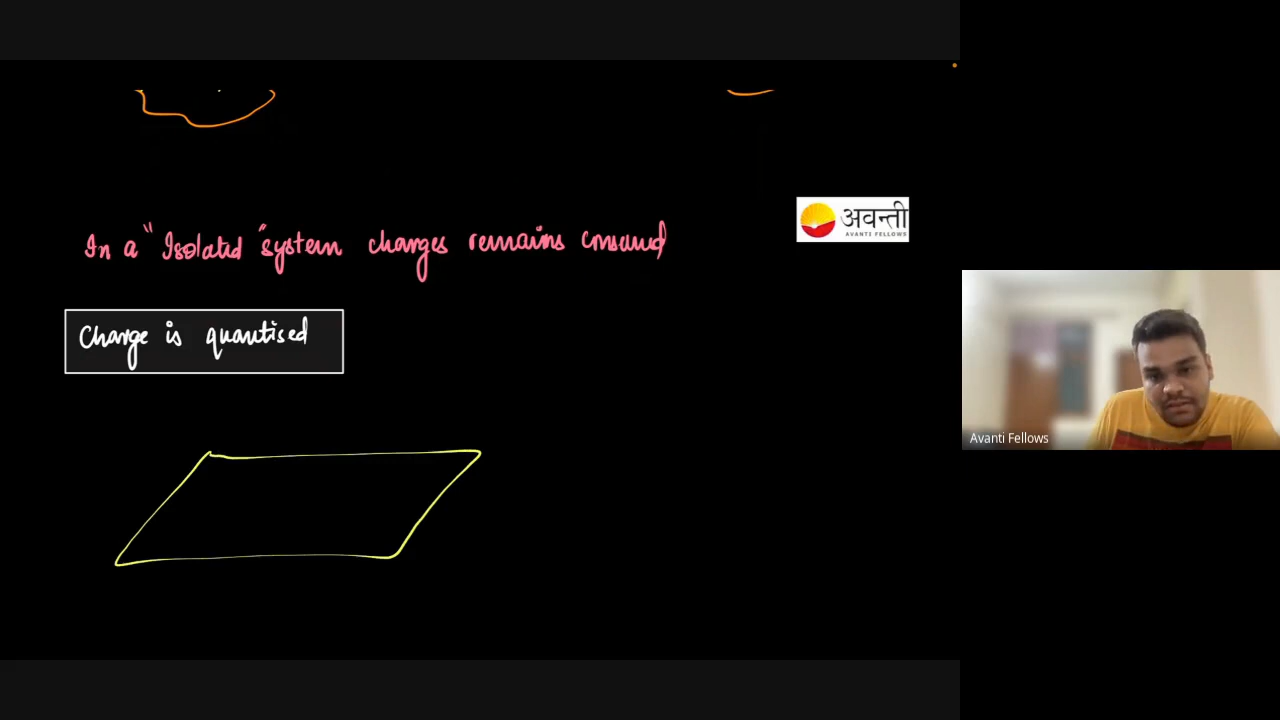 In a "Isolated" system charges remains conserved
अवन्ती
AVANTI FELLOWS
Charge is quantised
Avanti Fellows